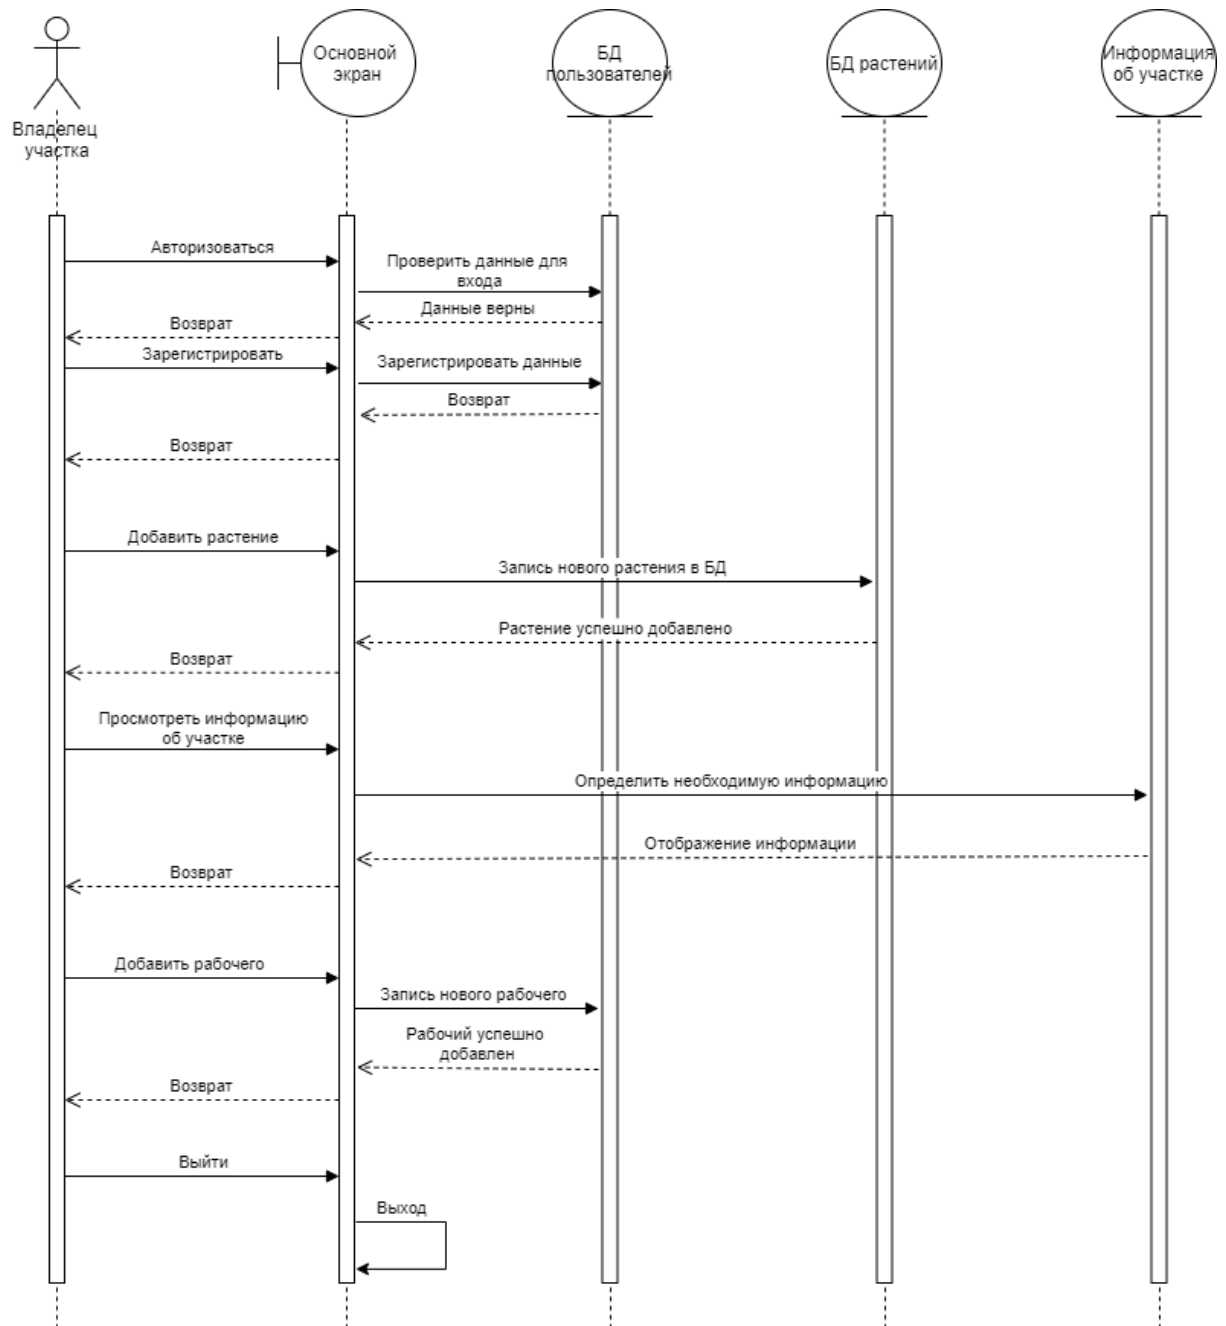 Основной
экран
БД
пользователей
БД растений
Информация
об участке
Владелец
участка
Авторизоваться
Проверить данные для
входа
Данные верны
Возврат
Зарегистрировать
Зарегистрировать данные
Возврат
Возврат
Добавить растение
Запись нового растения в БД
Растение успешно добавлено
Возврат
Просмотреть информацию
об участке
Определить необходимую информацию
Отображение информации
Возврат
Добавить рабочего
Запись нового рабочего
Рабочий успешно
добавлен
Возврат
Выйти
Выход